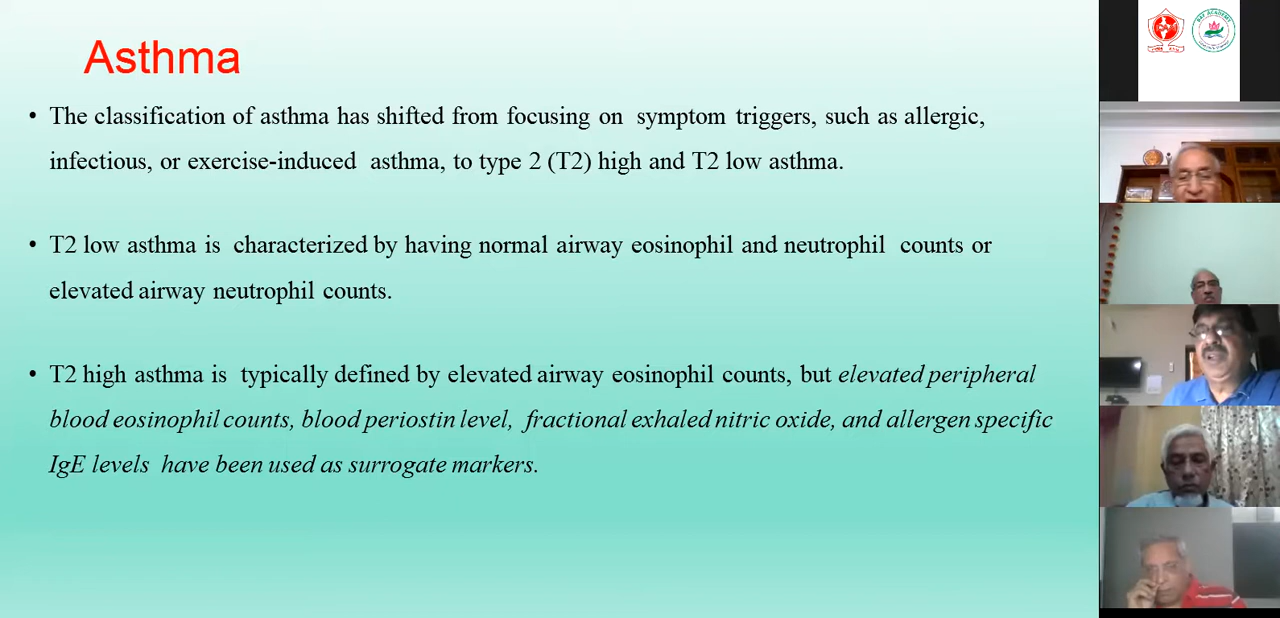 Asthma
• The classification of asthma has shifted from focusing on symptom triggers, such as allergic,
infectious, or exercise-induced asthma, to type 2 (T2) high and T2 low asthma.
• T2 low asthma is characterized by having normal airway eosinophil and neutrophil counts or
elevated airway neutrophil counts.
• T2 high asthma is typically defined by elevated airway eosinophil counts, but elevated peripheral
blood eosinophil counts, blood periostin level, fractional exhaled nitric oxide, and allergen specific
IgE levels have been used as surrogate markers.